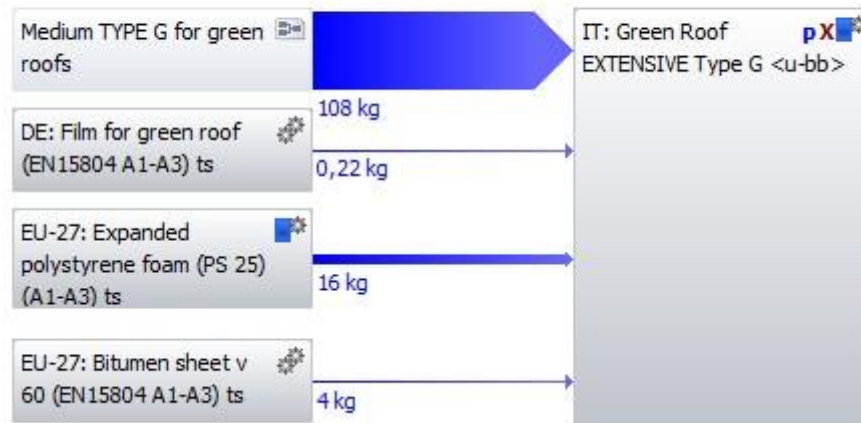 Medium TYPE G for green
roofs
108 kg
DE: Film for green roof
(EN15804 A1-A3) ts
0,22 kg
EU-27: Expanded
polystyrene foam (PS 25)
(A1-A3) ts
16 kg
EU-27: Bitumen sheet v
60 (EN15804 A1-A3) ts
4 kg
IT: Green Roof pX
EXTENSIVE Type G <u-bb>